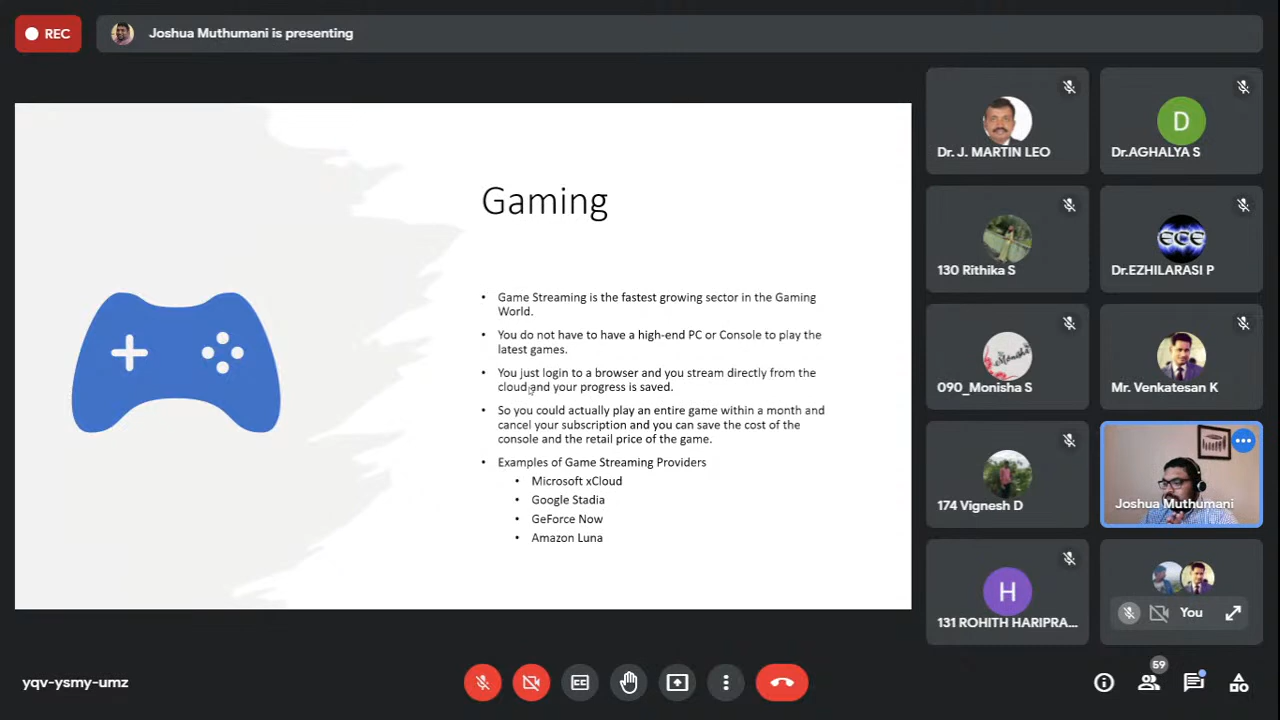 REC
Joshua Muthumani is presenting
Gaming
• Game Streaming is the fastest growing sector in the Gaming
World.
• You do not have to have a high-end PC or Console to play the
latest games.
• You just login to a browser and you stream directly from the
cloud and your progress is saved.
• So you could actually play an entire game within a month and
cancel your subscription and you can save the cost of the
console and the retail price of the game.
• Examples of Game Streaming Providers
• Microsoft xCloud
• Google Stadia
• GeForce Now
• Amazon Luna
Dr. J. MARTIN LEO
D
Dr.AGHALYA S
130 Rithika S
ECE
Dr.EZHILARASI P
Monisha
090_Monisha S
Mr. Venkatesan K
174 Vignesh D
Joshua Muthumani
H
131 ROHITH HARIPRA...
You
yqv-ysmy-umz
CC
59